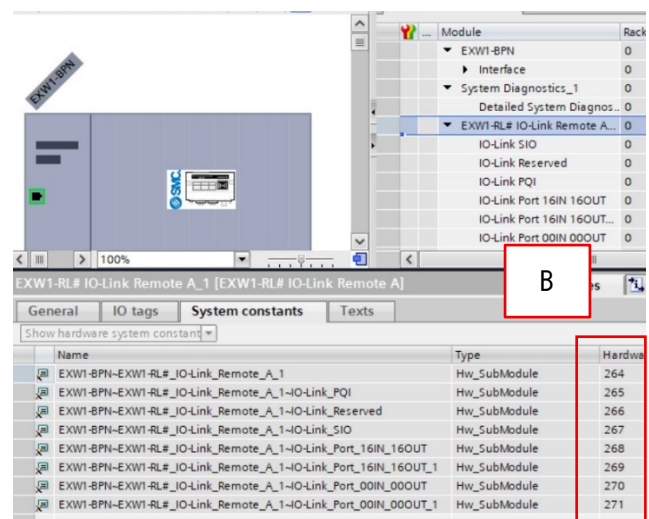 Module Rack
EXW1-BPN 0
Interface 0
System Diagnostics_1 0
Detailed System Diagnos... 0
EXW1-RL# IO-Link Remote A... 0
IO-Link SIO 0
IO-Link Reserved 0
IO-Link PQI 0
IO-Link Port 16IN 16OUT 0
IO-Link Port 16IN 16OUT... 0
IO-Link Port 00IN 00OUT 0
EXW1-BPN
SMC
100%
B
EXW1-RL# IO-Link Remote A_1 [EXW1-RL# IO-Link Remote A]
General IO tags System constants Texts
Show hardware system constant
Name Type Hardwa
EXW1-BPN~EXW1-RL#_IO-Link_Remote_A_1 Hw_SubModule 264
EXW1-BPN~EXW1-RL#_IO-Link_Remote_A_1~IO-Link_PQI Hw_SubModule 265
EXW1-BPN~EXW1-RL#_IO-Link_Remote_A_1~IO-Link_Reserved Hw_SubModule 266
EXW1-BPN~EXW1-RL#_IO-Link_Remote_A_1~IO-Link_SIO Hw_SubModule 267
EXW1-BPN~EXW1-RL#_IO-Link_Remote_A_1~IO-Link_Port_16IN_16OUT Hw_SubModule 268
EXW1-BPN~EXW1-RL#_IO-Link_Remote_A_1~IO-Link_Port_16IN_16OUT_1 Hw_SubModule 269
EXW1-BPN~EXW1-RL#_IO-Link_Remote_A_1~IO-Link_Port_00IN_00OUT Hw_SubModule 270
EXW1-BPN~EXW1-RL#_IO-Link_Remote_A_1~IO-Link_Port_00IN_00OUT_1 Hw_SubModule 271